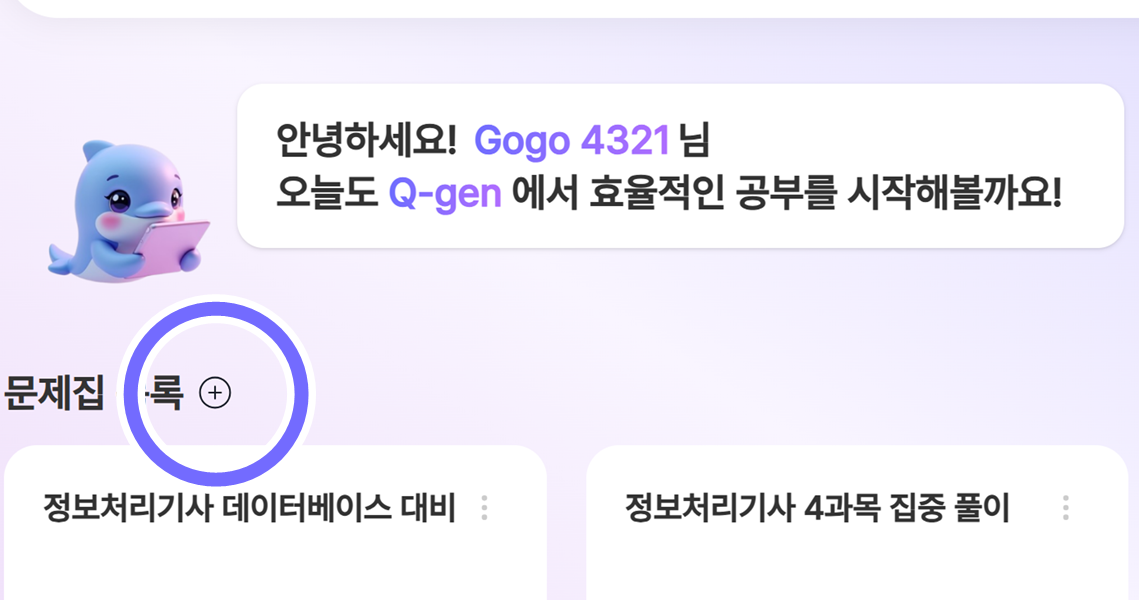 안녕하세요! Gogo 4321 님
오늘도 Q-gen 에서 효율적인 공부를 시작해볼까요!
문제집
정보처리기사 데이터베이스 대비
정보처리기사 4과목 집중 풀이